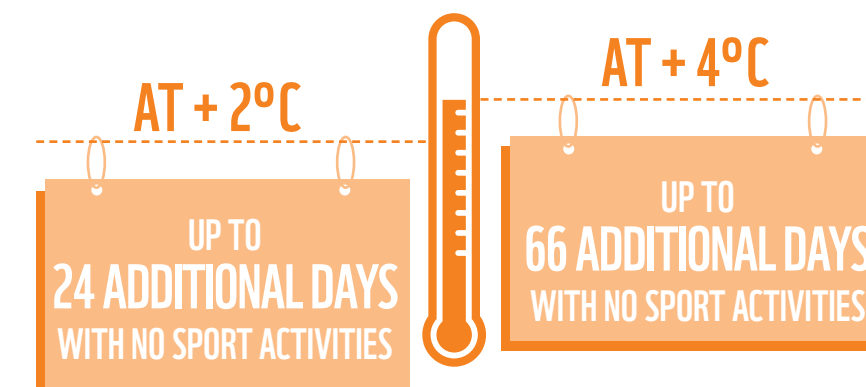 AT + 2ºC
UP TO
24 ADDITIONAL DAYS
WITH NO SPORT ACTIVITIES
AT + 4ºC
UP TO
66 ADDITIONAL DAYS
WITH NO SPORT ACTIVITIES